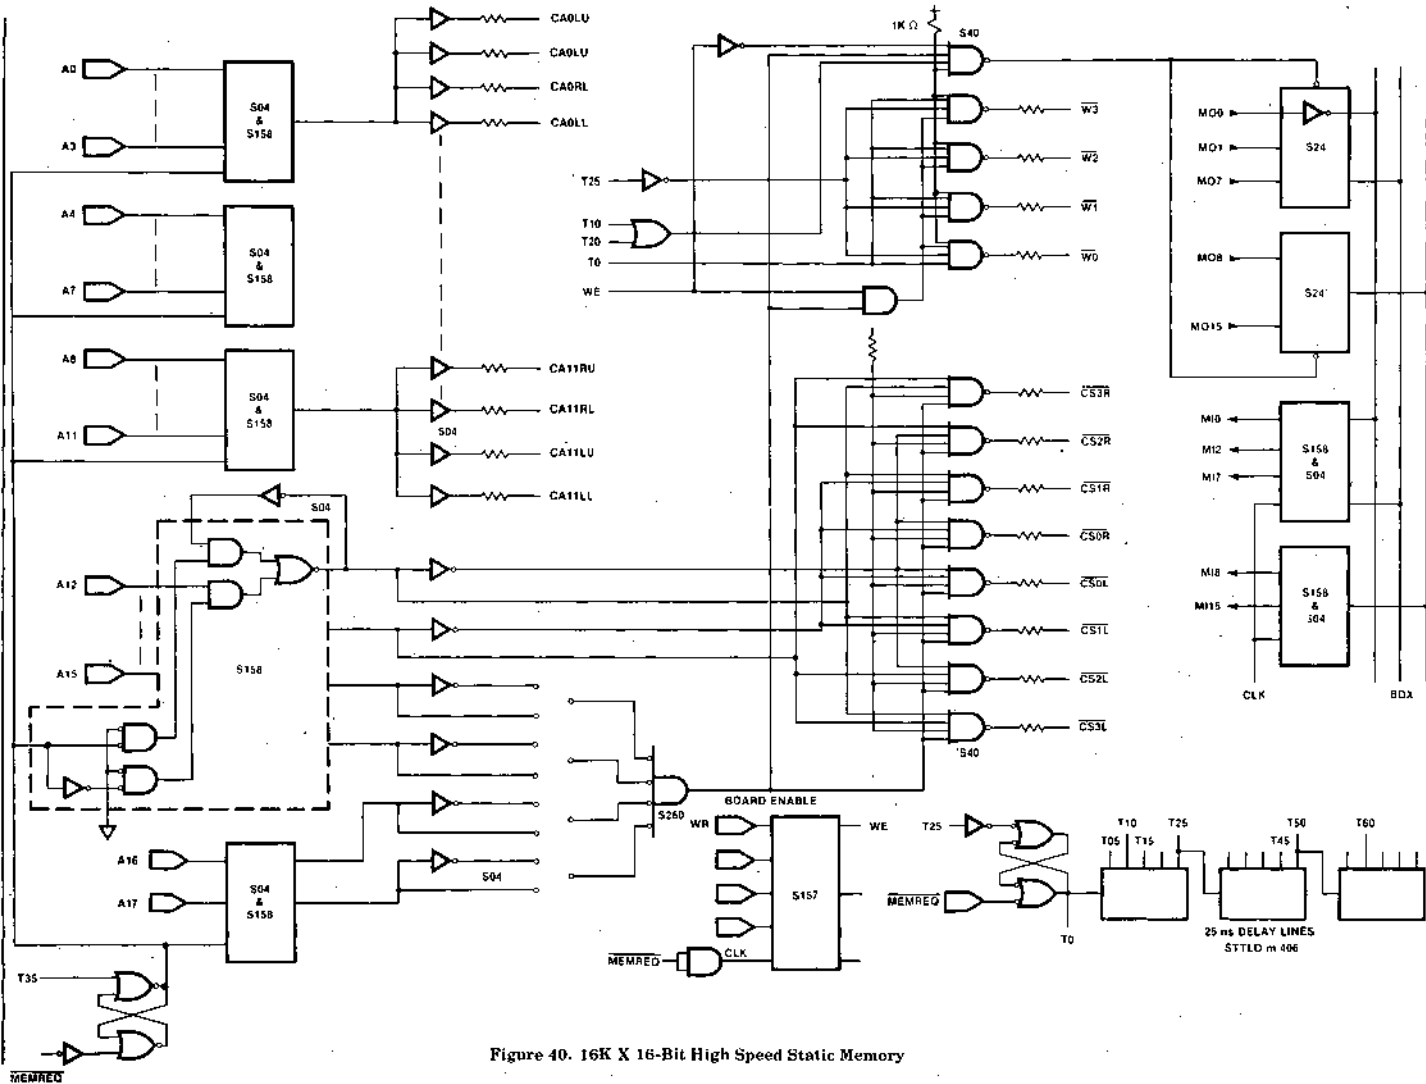 A0
A3
S04
&
S158
CA0LU
CA0LU
CA0RL
CA0LL
A4
A7
S04
&
S158
A8
A11
S04
&
S158
CA11RU
CA11RL
S04
CA11LU
CA11LL
S04
A12
A15
S158
A16
A17
S04
&
S158
S04
T35
MEMREQ
1K Ω
+
S40
T25
T10
T20
T0
WE
W3
W2
W1
W0
CS3R
CS2R
CS1R
CS0R
CS0L
CS1L
CS2L
CS3L
S40
S260
BOARD ENABLE
WR
WE
S157
MEMREQ
CLK
MO0
MO1
MO7
S24
MO8
MO15
S24
MI0
MI2
MI7
S158
&
S04
MI8
MI15
S158
&
S04
CLK
BDX
T25
MEMREQ
T0
T05
T10
T15
T25
T45
T50
T60
25 ns DELAY LINES
STTLD m 406
Figure 40. 16K X 16-Bit High Speed Static Memory